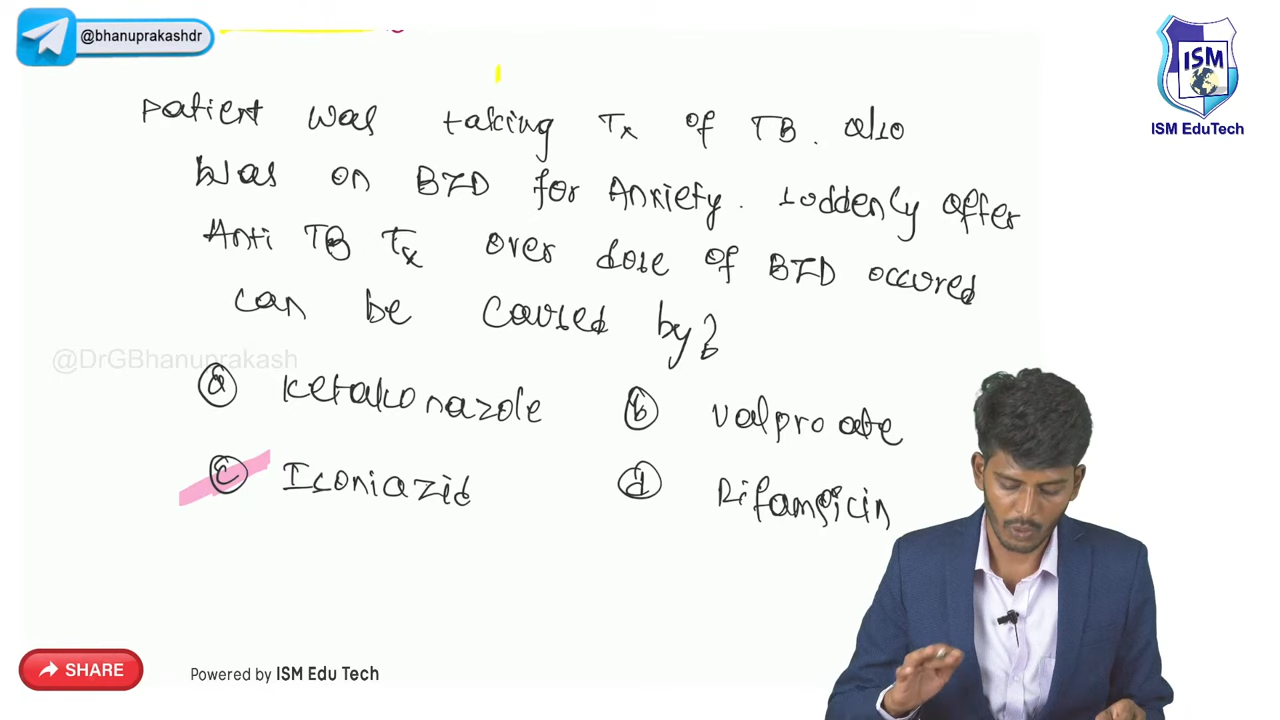 @bhanuprakashdr
ISM
ISM EduTech
Patient was taking Tx of TB. also
was on BZD for Anxiety. Suddenly after
Anti TB Tx over dose of BZD occured
can be caused by?
@DrGBhanuprakash
a Ketakonazole b valproate
c Isoniazid d Rifampicin
SHARE
Powered by ISM Edu Tech